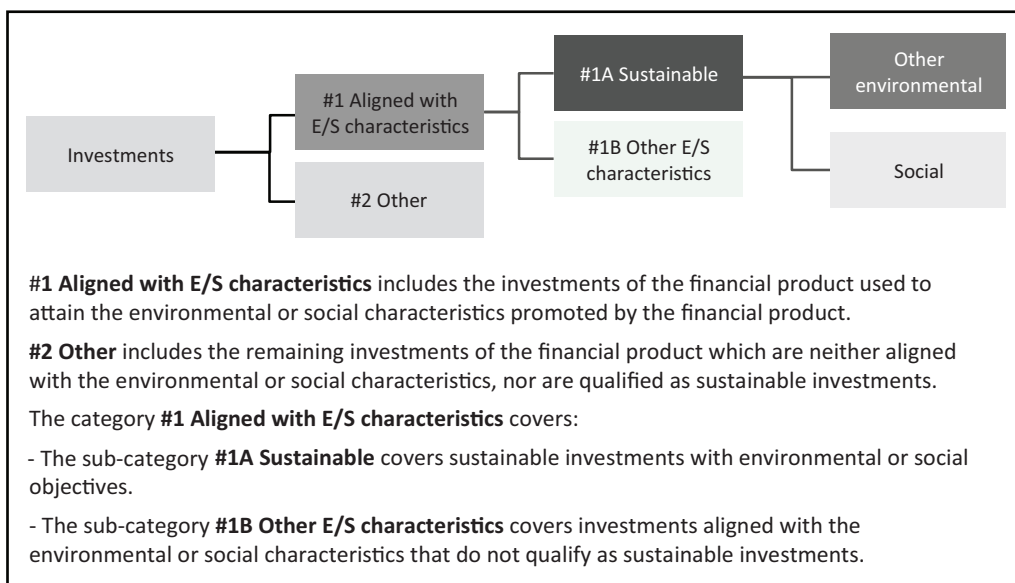 Investments
#1 Aligned with
E/S characteristics
#2 Other
#1A Sustainable
#1B Other E/S
characteristics
Other
environmental
Social
#1 Aligned with E/S characteristics includes the investments of the financial product used to
attain the environmental or social characteristics promoted by the financial product.
#2 Other includes the remaining investments of the financial product which are neither aligned
with the environmental or social characteristics, nor are qualified as sustainable investments.
The category #1 Aligned with E/S characteristics covers:
- The sub-category #1A Sustainable covers sustainable investments with environmental or social
objectives.
- The sub-category #1B Other E/S characteristics covers investments aligned with the
environmental or social characteristics that do not qualify as sustainable investments.